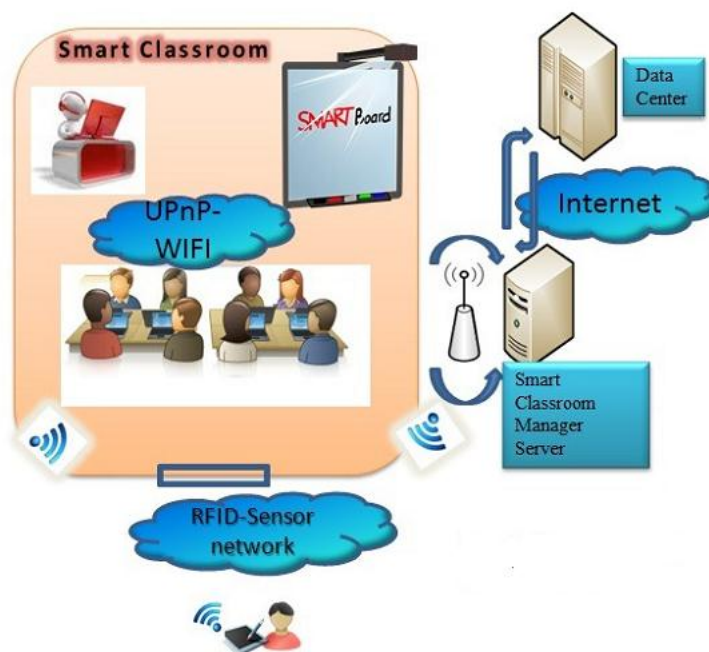 Smart Classroom
SMART Board
UPnP-
WIFI
Data
Center
Internet
Smart
Classroom
Manager
Server
RFID-Sensor
network